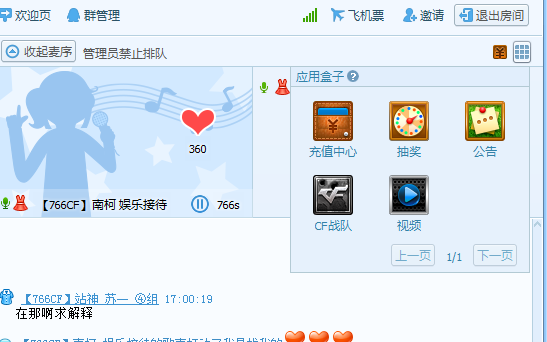 欢迎页 群管理 飞机票 邀请 退出房间
收起麦序 管理员禁止排队
应用盒子 ?
360
充值中心 抽奖 公告
【766CF】南柯 娱乐接待 766s
CF战队 视频
上一页 1/1 下一页
【766CF】站神 苏— ④组 17:00:19
在那啊求解释